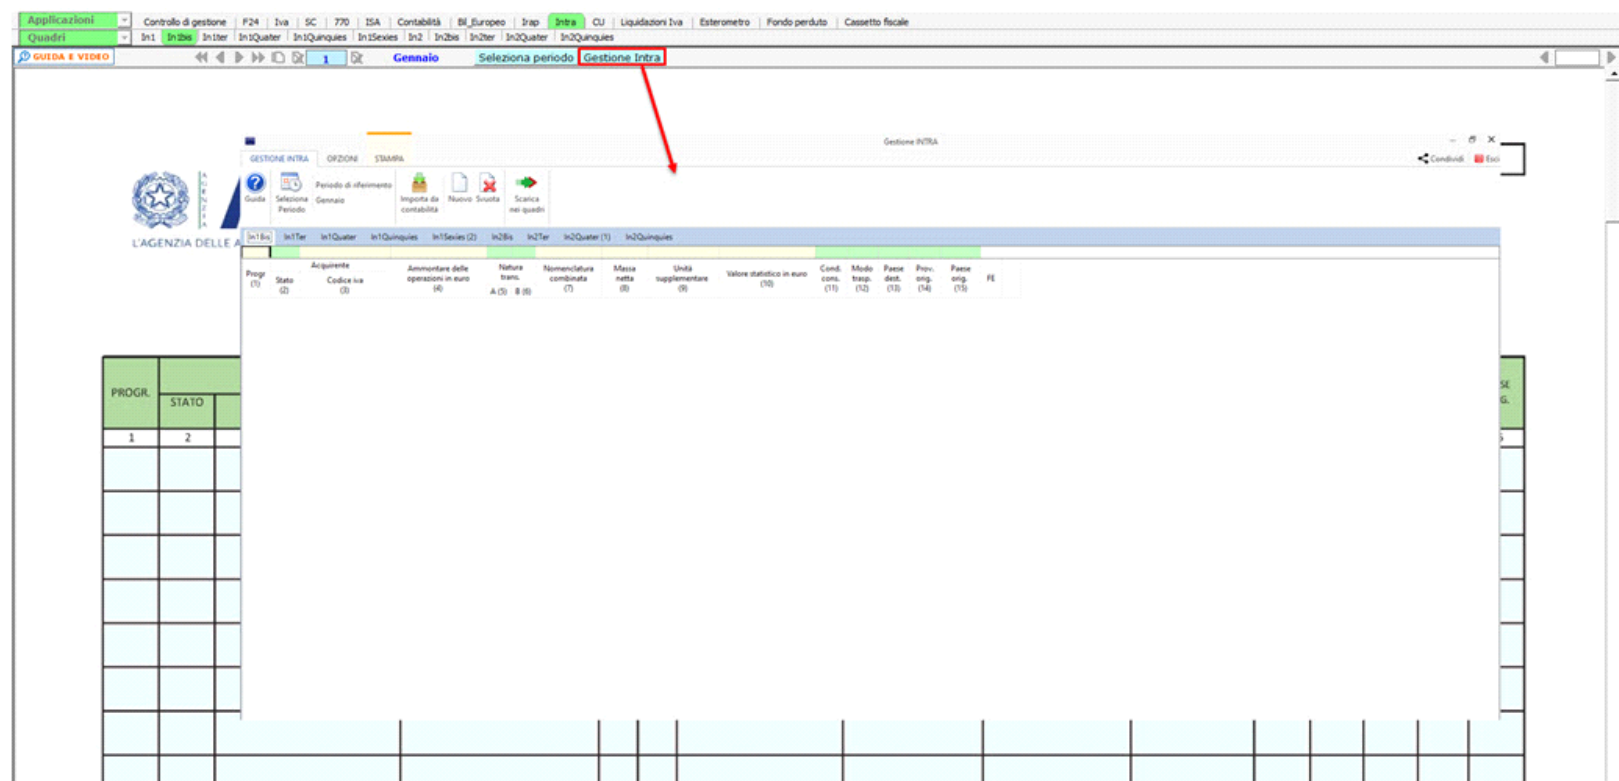 Applicazioni Controllo di gestione F24 Iva SC 770 ISA Contabilità Bil_Europeo Irap Intra CU Liquidazioni Iva Esterometro Fondo perduto Cassetto fiscale
Quadri In1 In1bis In1ter In1Quater In1Quinquies In1Sexies In2 In2bis In2ter In2Quater In2Quinquies
GUIDA E VIDEO 1 Gennaio Seleziona periodo Gestione Intra
Gestione INTRA
GESTIONE INTRA OPZIONI STAMPA
Condividi Esci
Guida Seleziona Periodo Periodo di riferimento Gennaio Importa da contabilità Nuovo Svuota Scarica nei quadri
AGENZIA
L'AGENZIA DELLE A
In1Bis In1Ter In1Quater In1Quinquies In1Sexies (2) In2Bis In2Ter In2Quater (1) In2Quinquies
Progr (1) Stato (2) Acquirente Codice iva (3) Ammontare delle operazioni in euro (4) Natura trans. A (5) B (6) Nomenclatura combinata (7) Massa netta (8) Unità supplementare (9) Valore statistico in euro (10) Cond. cons. (11) Modo trasp. (12) Paese dest. (13) Prov. orig. (14) Paese orig. (15) FE
PROGR. STATO SE G.
1 2